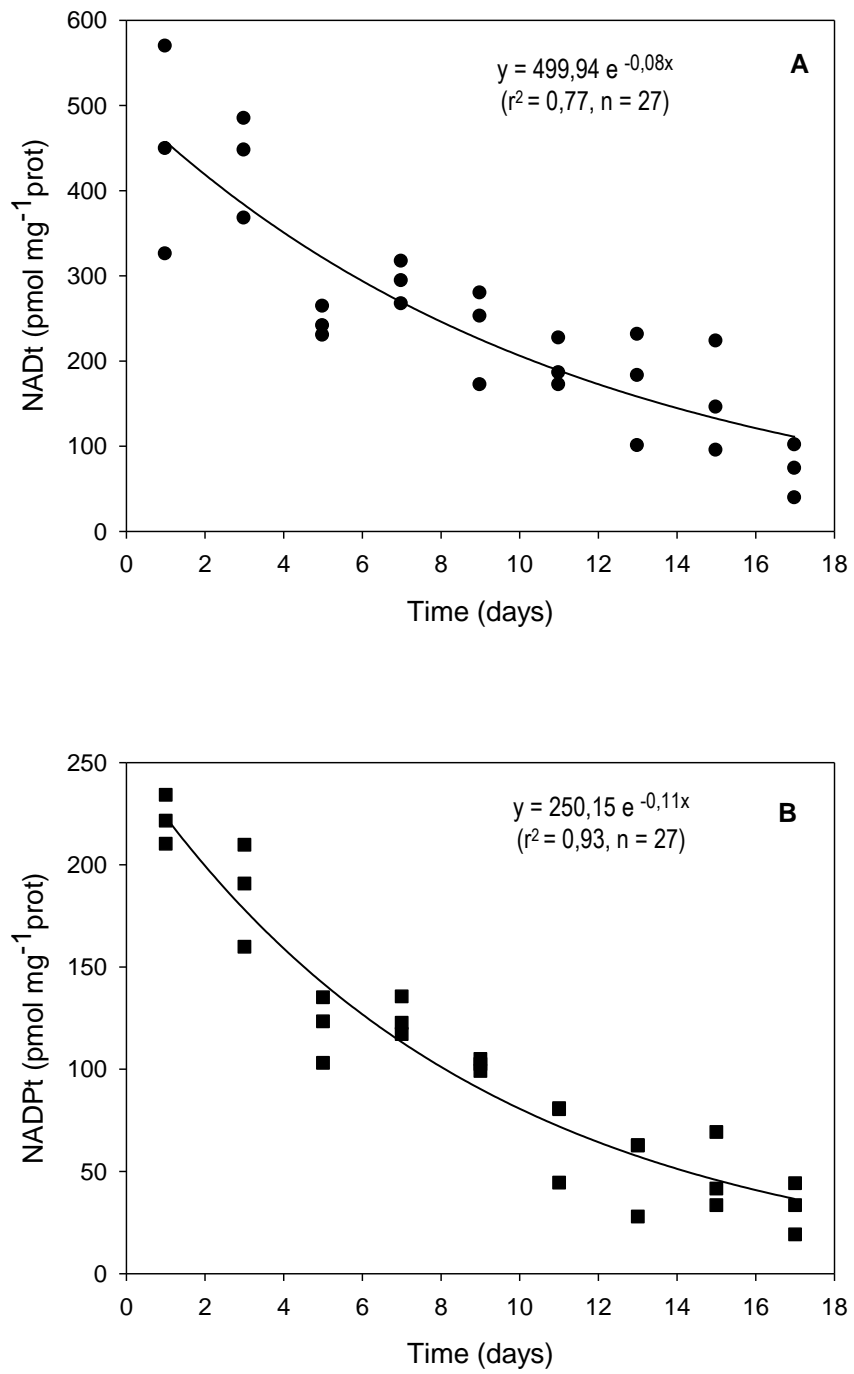 600
500
400
300
200
100
0
NADt (pmol mg-1prot)
y = 499,94 e -0,08x
(r2 = 0,77, n = 27)
A
0 2 4 6 8 10 12 14 16 18
Time (days)
250
200
150
100
50
0
NADPt (pmol mg-1prot)
y = 250,15 e -0,11x
(r2 = 0,93, n = 27)
B
0 2 4 6 8 10 12 14 16 18
Time (days)